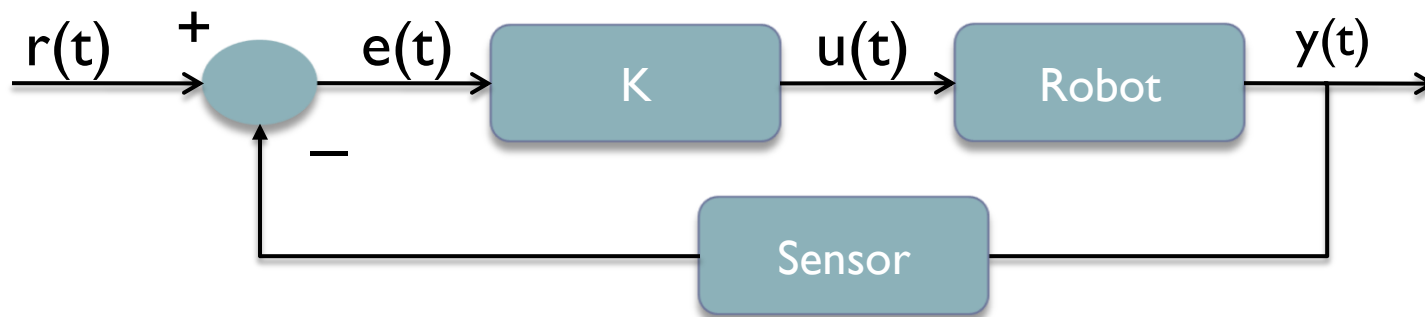 r(t)
+
e(t)
K
u(t)
Robot
y(t)
–
Sensor